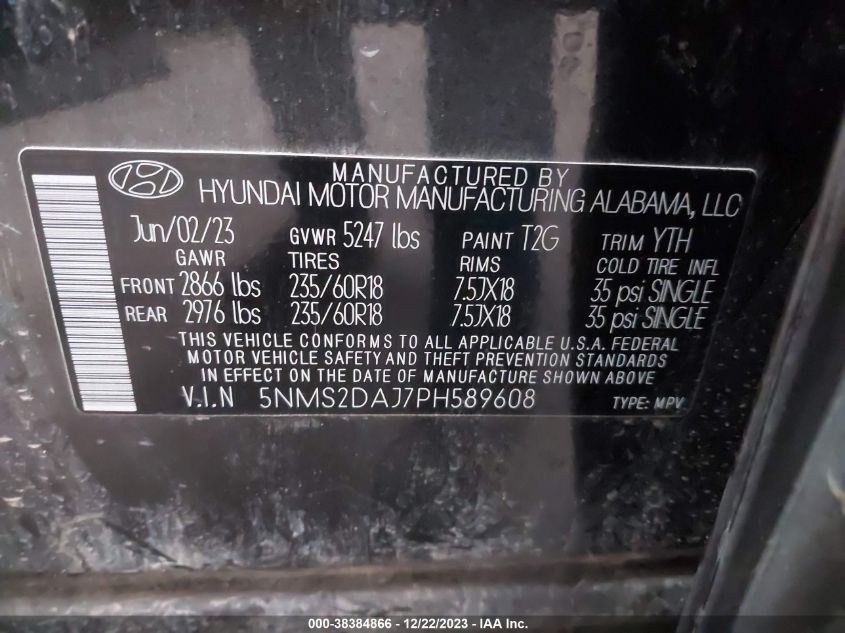 MANUFACTURED BY
HYUNDAI MOTOR MANUFACTURING ALABAMA, LLC
Jun/02/23 GVWR 5247 lbs PAINT T2G TRIM YTH
GAWR TIRES RIMS COLD TIRE INFL
FRONT 2866 lbs 235/60R18 7.5JX18 35 psi SINGLE
REAR 2976 lbs 235/60R18 7.5JX18 35 psi SINGLE
THIS VEHICLE CONFORMS TO ALL APPLICABLE U.S.A. FEDERAL
MOTOR VEHICLE SAFETY AND THEFT PREVENTION STANDARDS
IN EFFECT ON THE DATE OF MANUFACTURE SHOWN ABOVE
V.I.N 5NMS2DAJ7PH589608 TYPE: MPV
000-38384866 - 12/22/2023 - IAA Inc.